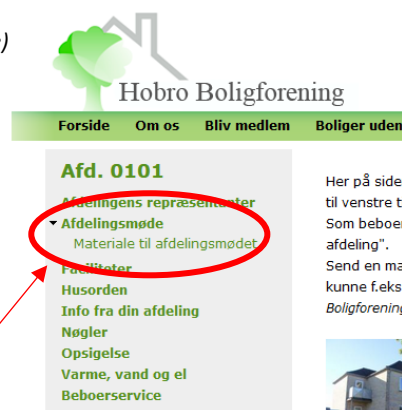 )
Hobro Boligforening
Forside Om os Bliv medlem Boliger uden
Afd. 0101
Afdelingens repræsentanter
Afdelingsmøde
Materiale til afdelingsmødet
Faciliteter
Husorden
Info fra din afdeling
Nøgler
Opsigelse
Varme, vand og el
Beboerservice
Her på side
til venstre t
Som beboer
afdeling".
Send en ma
kunne f.eks
Boligforening